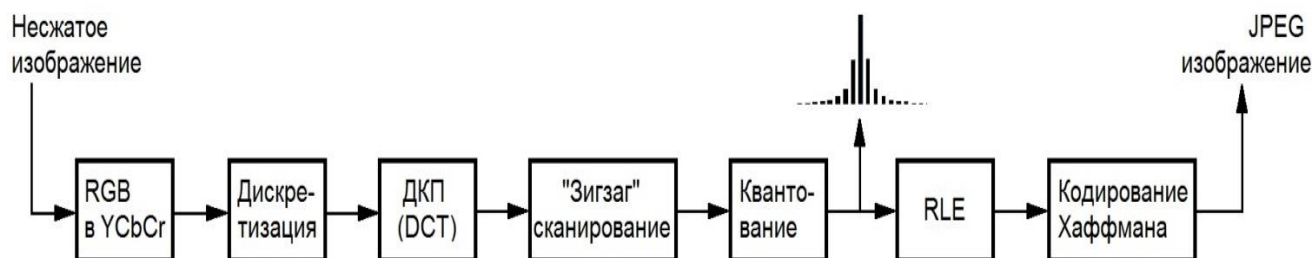 Несжатое
изображение
JPEG
изображение
RGB
в YCbCr
Дискре-
тизация
ДКП
(DCT)
"Зигзаг"
сканирование
Кванто-
вание
RLE
Кодирование
Хаффмана